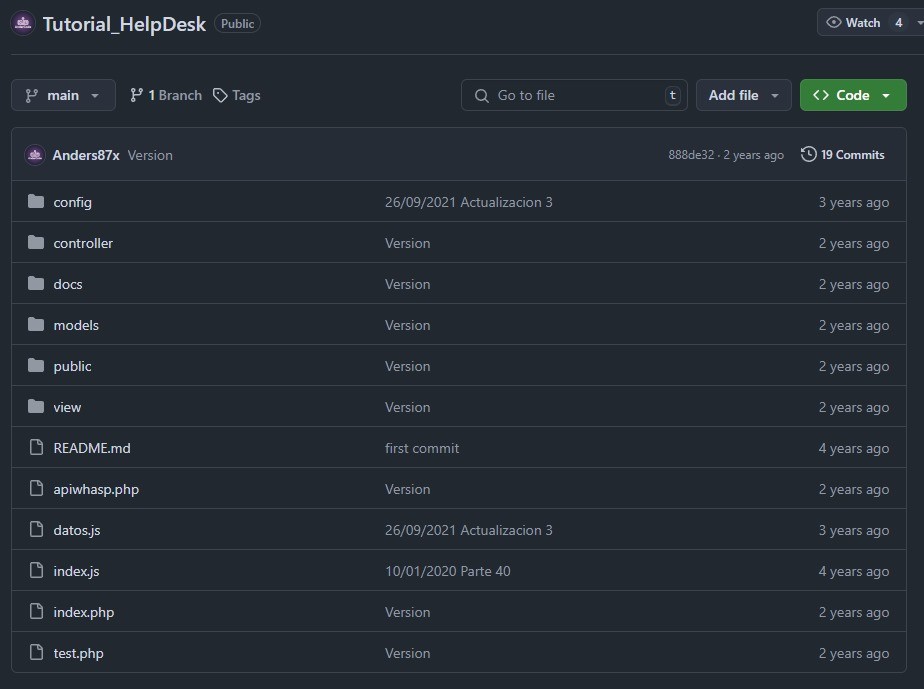 Tutorial_HelpDesk Public Watch 4
main 1 Branch Tags Go to file t Add file Code
Anders87x Version 888de32 · 2 years ago 19 Commits
config 26/09/2021 Actualizacion 3 3 years ago
controller Version 2 years ago
docs Version 2 years ago
models Version 2 years ago
public Version 2 years ago
view Version 2 years ago
README.md first commit 4 years ago
apiwhasp.php Version 2 years ago
datos.js 26/09/2021 Actualizacion 3 3 years ago
index.js 10/01/2020 Parte 40 4 years ago
index.php Version 2 years ago
test.php Version 2 years ago